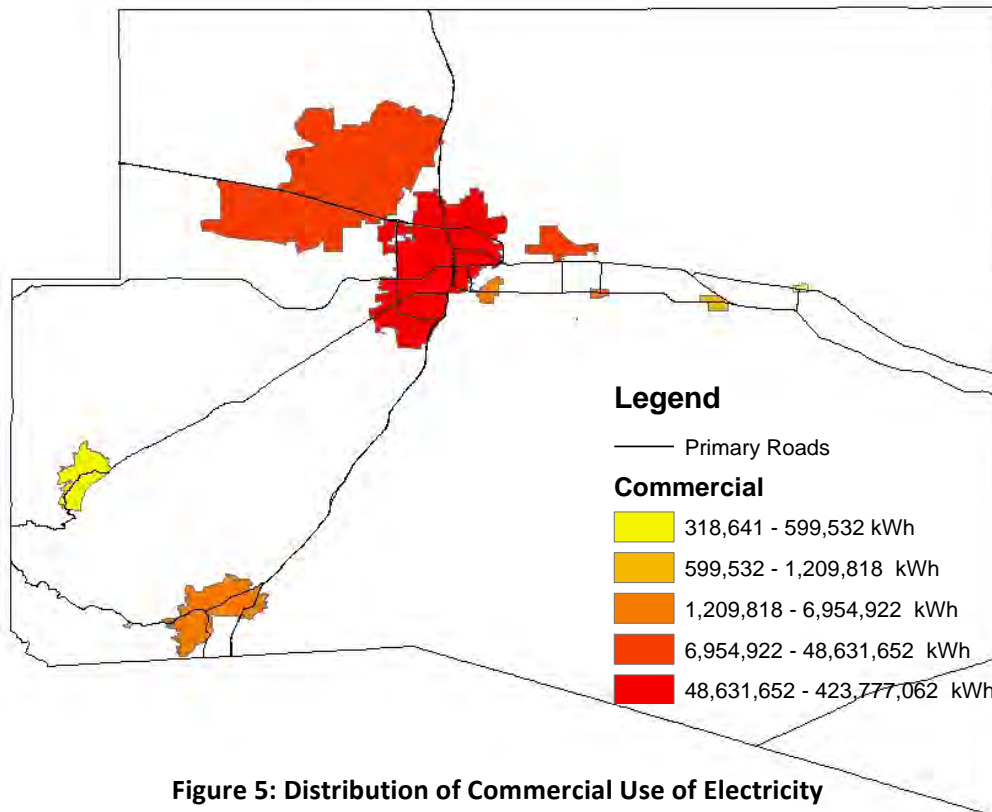 Legend
Primary Roads
Commercial
318,641 - 599,532 kWh
599,532 - 1,209,818 kWh
1,209,818 - 6,954,922 kWh
6,954,922 - 48,631,652 kWh
48,631,652 - 423,777,062 kWh
Figure 5: Distribution of Commercial Use of Electricity